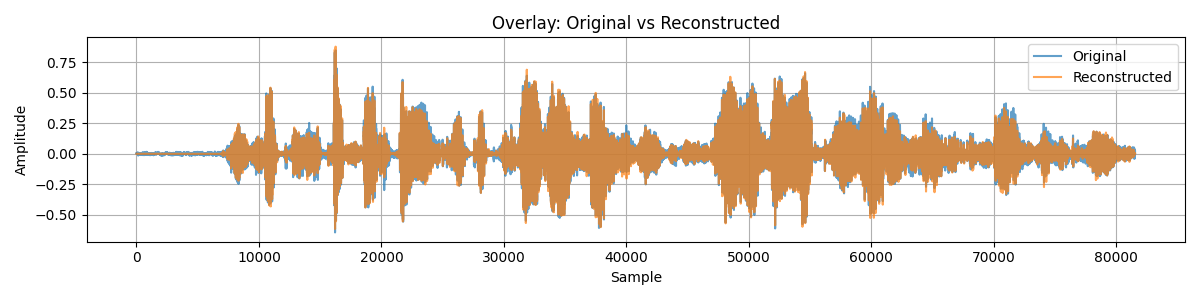 Overlay: Original vs Reconstructed
Original
Reconstructed
Amplitude
0.75
0.50
0.25
0.00
−0.25
−0.50
0 10000 20000 30000 40000 50000 60000 70000 80000
Sample